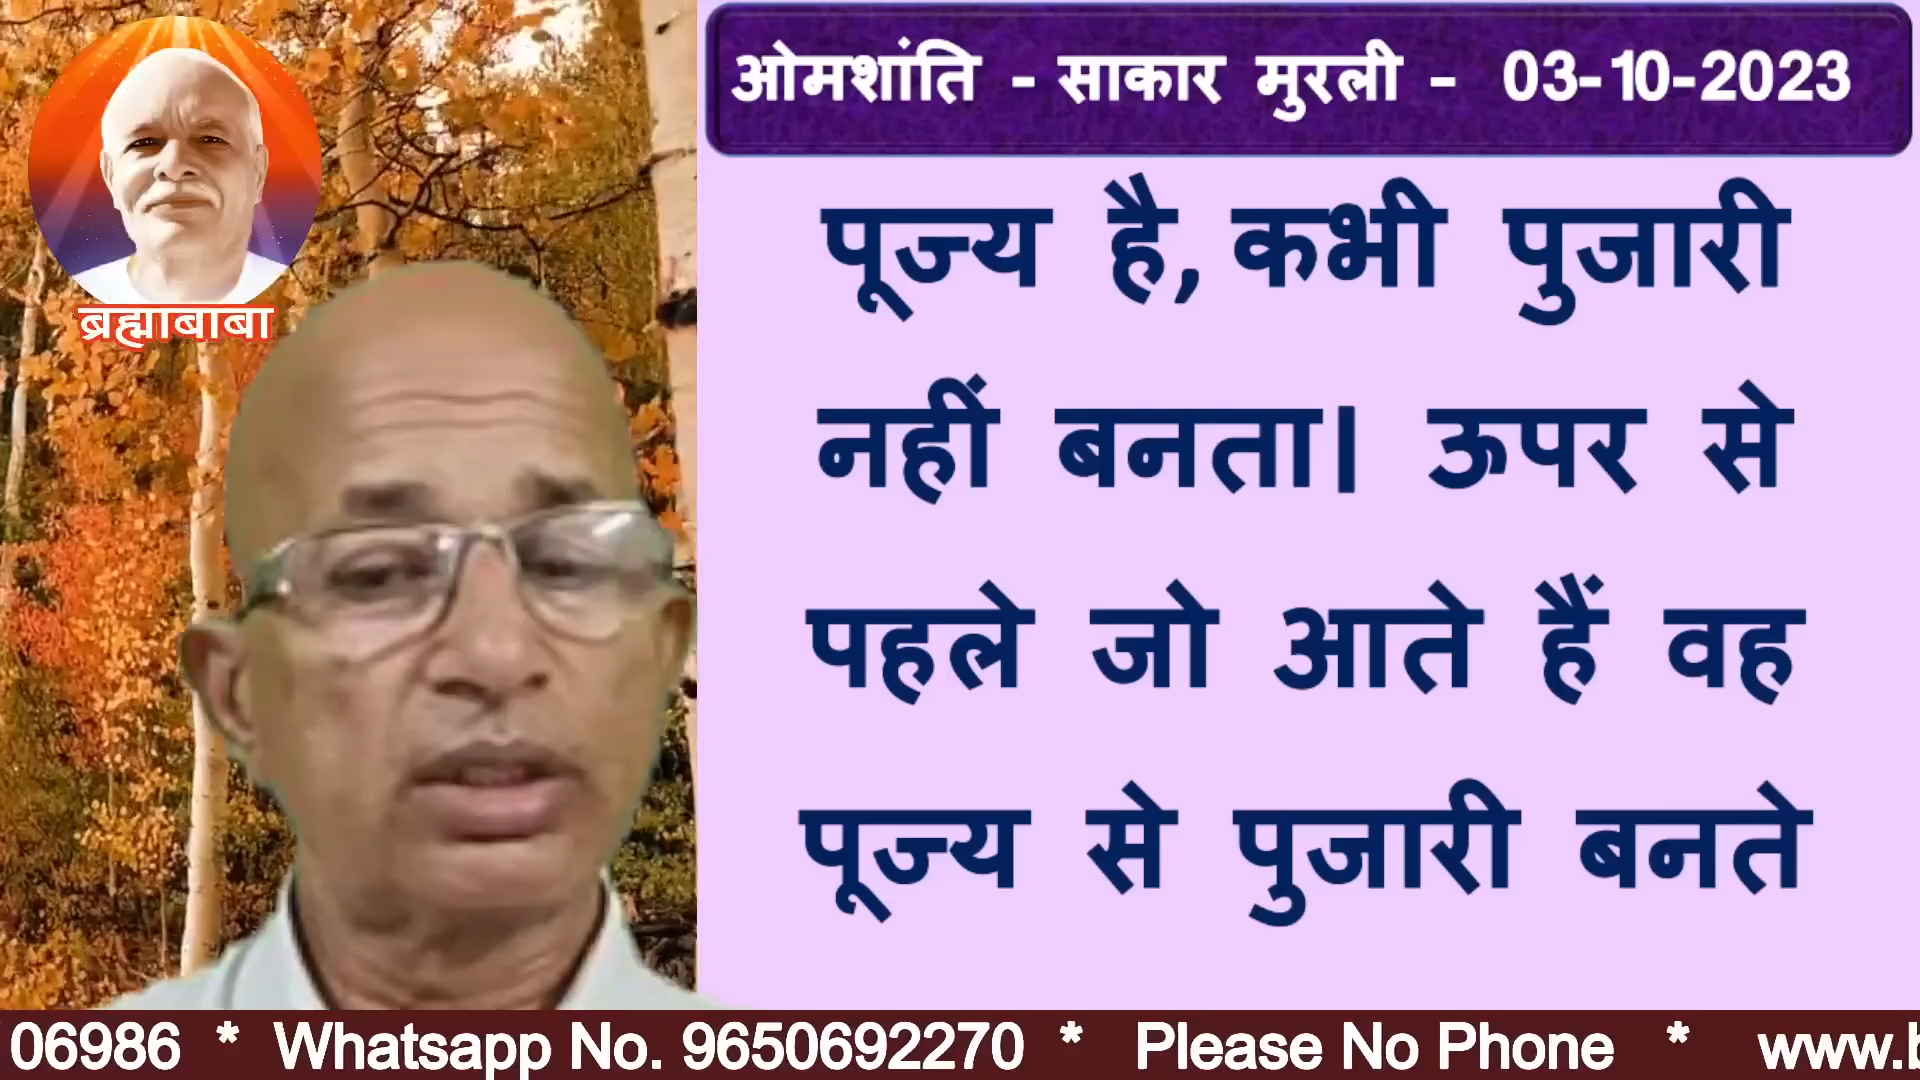 ओमशांति - साकार मुरली - 03-10-2023
ब्रह्माबाबा
पूज्य है, कभी पुजारी
नहीं बनता। ऊपर से
पहले जो आते हैं वह
पूज्य से पुजारी बनते
06986 * Whatsapp No. 9650692270 * Please No Phone * www.b